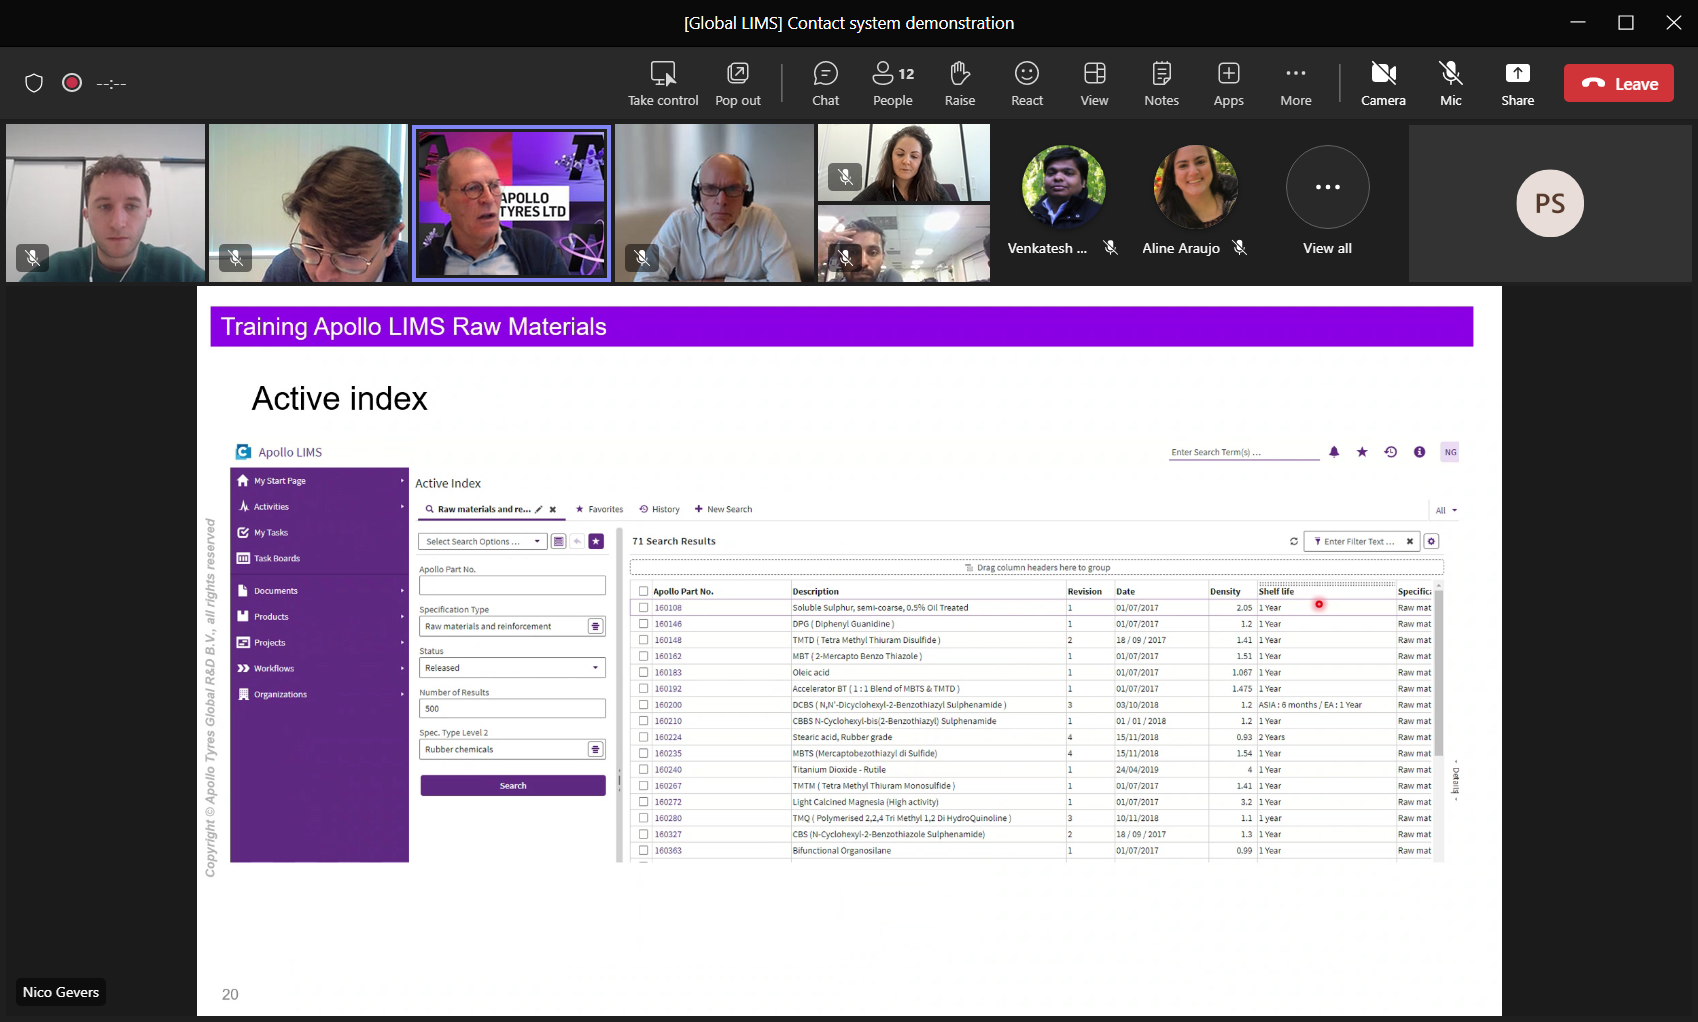 [Global LIMS] Contact system demonstration
--:--
Take control
Pop out
Chat
12
People
Raise
React
View
Notes
Apps
More
Camera
Mic
Share
Leave
APOLLO
TYRES LTD
Venkatesh ...
Aline Araujo
View all
PS
Training Apollo LIMS Raw Materials
Active index
Copyright © Apollo Tyres Global R&D B.V., all rights reserved
Apollo LIMS
Enter Search Term(s) ...
NG
My Start Page
Activities
My Tasks
Task Boards
Documents
Products
Projects
Workflows
Organizations
Active Index
Raw materials and re...
Favorites
History
New Search
All
Select Search Options ...
Apollo Part No.
Specification Type
Raw materials and reinforcement
Status
Released
Number of Results
500
Spec. Type Level 2
Rubber chemicals
Search
71 Search Results
Enter Filter Text ...
Drag column headers here to group
Apollo Part No. Description Revision Date Density Shelf life Specific
160108 Soluble Sulphur, semi-coarse, 0.5% Oil Treated 1 01/07/2017 2.05 1 Year Raw mat
160146 DPG ( Diphenyl Guanidine ) 1 01/07/2017 1.2 1 Year Raw mat
160148 TMTD ( Tetra Methyl Thiuram Disulfide ) 2 18 / 09 / 2017 1.41 1 Year Raw mat
160162 MBT ( 2-Mercapto Benzo Thiazole ) 1 01/07/2017 1.51 1 Year Raw mat
160183 Oleic acid 1 01/07/2017 1.067 1 Year Raw mat
160192 Accelerator BT ( 1 : 1 Blend of MBTS & TMTD ) 1 01/07/2017 1.475 1 Year Raw mat
160200 DCBS ( N,N'-Dicyclohexyl-2-Benzothiazyl Sulphenamide ) 3 03/10/2018 1.2 ASIA : 6 months / EA : 1 Year Raw mat
160210 CBBS N-Cyclohexyl-bis(2-Benzothiazyl) Sulphenamide 1 01 / 01 / 2018 1.2 1 Year Raw mat
160224 Stearic acid, Rubber grade 4 15/11/2018 0.93 2 Years Raw mat
160235 MBTS (Mercaptobezothiazyl di Sulfide) 4 15/11/2018 1.54 1 Year Raw mat
160240 Titanium Dioxide - Rutile 1 24/04/2019 4 1 Year Raw mat
160267 TMTM ( Tetra Methyl Thiuram Monosulfide ) 1 01/07/2017 1.41 1 Year Raw mat
160272 Light Calcined Magnesia (High activity) 1 01/07/2017 3.2 1 Year Raw mat
160280 TMQ ( Polymerised 2,2,4 Tri Methyl 1,2 Di HydroQuinoline ) 3 10/11/2018 1.1 1 year Raw mat
160327 CBS (N-Cyclohexyl-2-Benzothiazole Sulphenamide) 2 18 / 09 / 2017 1.3 1 Year Raw mat
160363 Bifunctional Organosilane 1 01/07/2017 0.99 1 Year Raw mat
Details
20
Nico Gevers